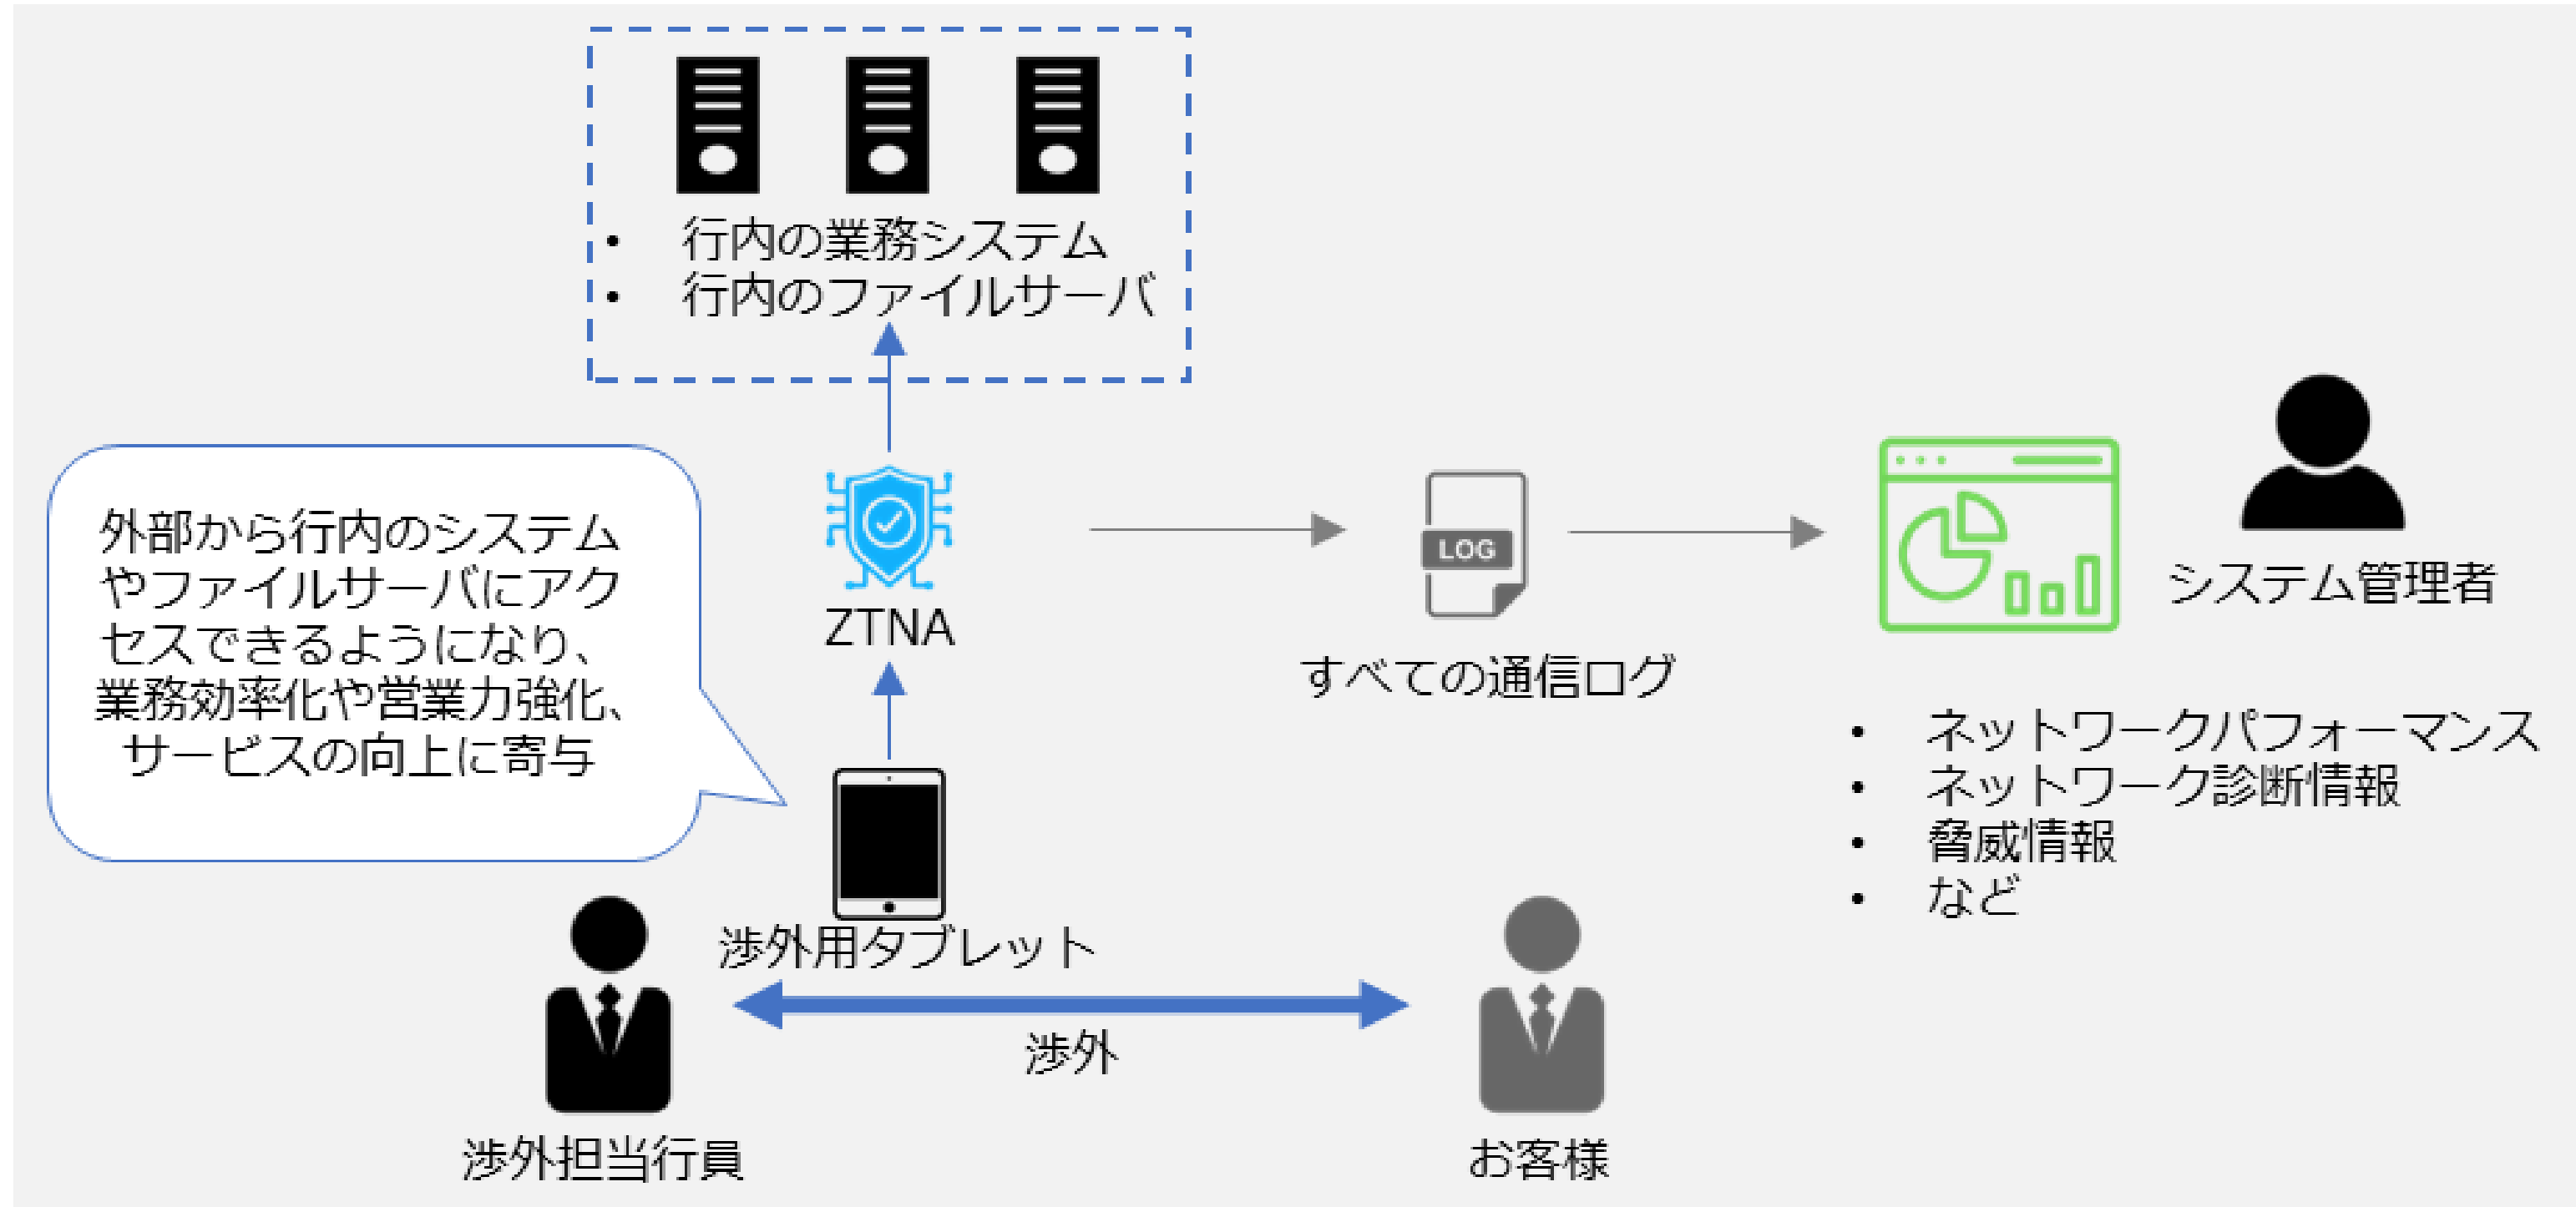 • 行内の業務システム
• 行内のファイルサーバ
外部から行内のシステム
やファイルサーバにアク
セスできるようになり、
業務効率化や営業力強化、
サービスの向上に寄与
ZTNA
LOG
すべての通信ログ
システム管理者
• ネットワークパフォーマンス
• ネットワーク診断情報
• 脅威情報
• など
渉外用タブレット
渉外
渉外担当行員
お客様